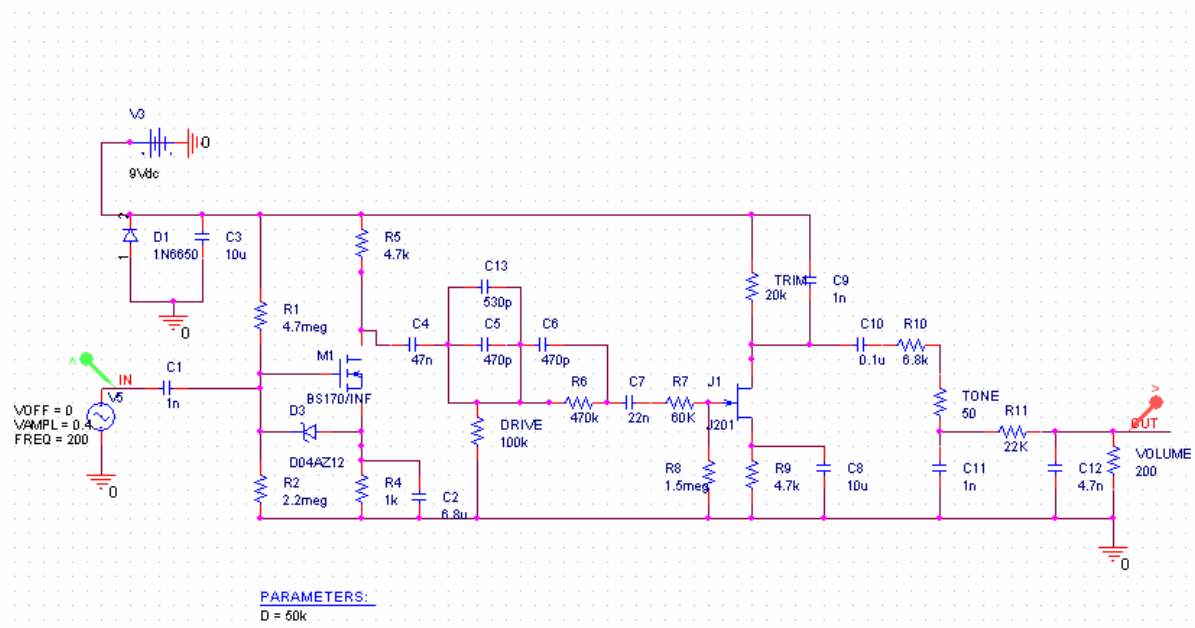 V3
0
9Vdc
2
D1
1N6650
1
C3
10u
0
R5
4.7k
C13
530p
R1
4.7meg
C4
47n
C5
470p
C6
470p
TRIM
20k
C9
1n
C10
0.1u
R10
6.8k
M1
BS170/INF
C1
1n
IN
V5
VOFF = 0
VAMPL = 0.4
FREQ = 200
0
D3
D04AZ12
R6
470k
C7
22n
R7
60K
J1
J201
DRIVE
100k
TONE
50
R11
22K
OUT
VOLUME
200
R2
2.2meg
R4
1k
C2
6.8u
R8
1.5meg
R9
4.7k
C8
10u
C11
1n
C12
4.7n
0
PARAMETERS:
D = 50k